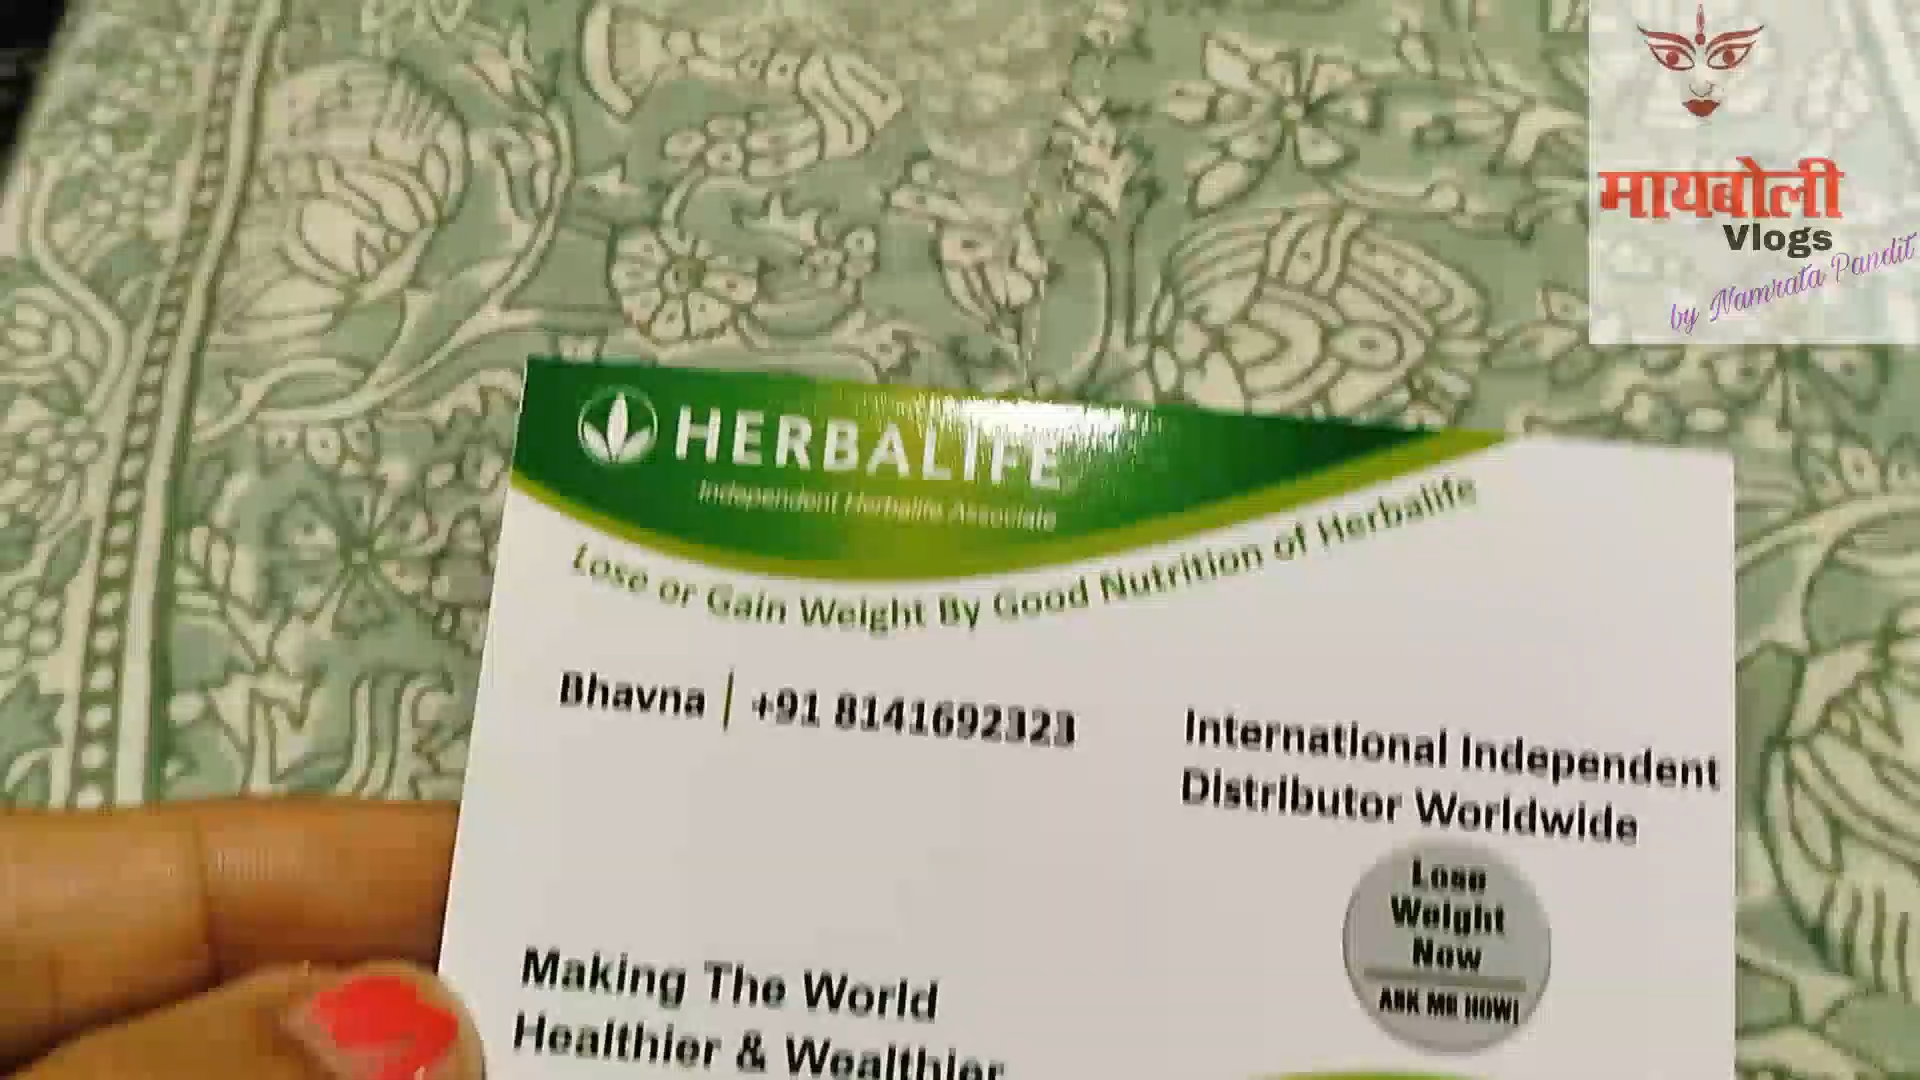 मायबोली
Vlogs
by Namrata Pandit
HERBALIFE
Independent Herbalife Associate
Lose or Gain Weight By Good Nutrition of Herbalife
Bhavna | +91 8141692323
International Independent
Distributor Worldwide
Lose
Weight
Now
ASK ME NOW!
Making The World
Healthier & Wealthier